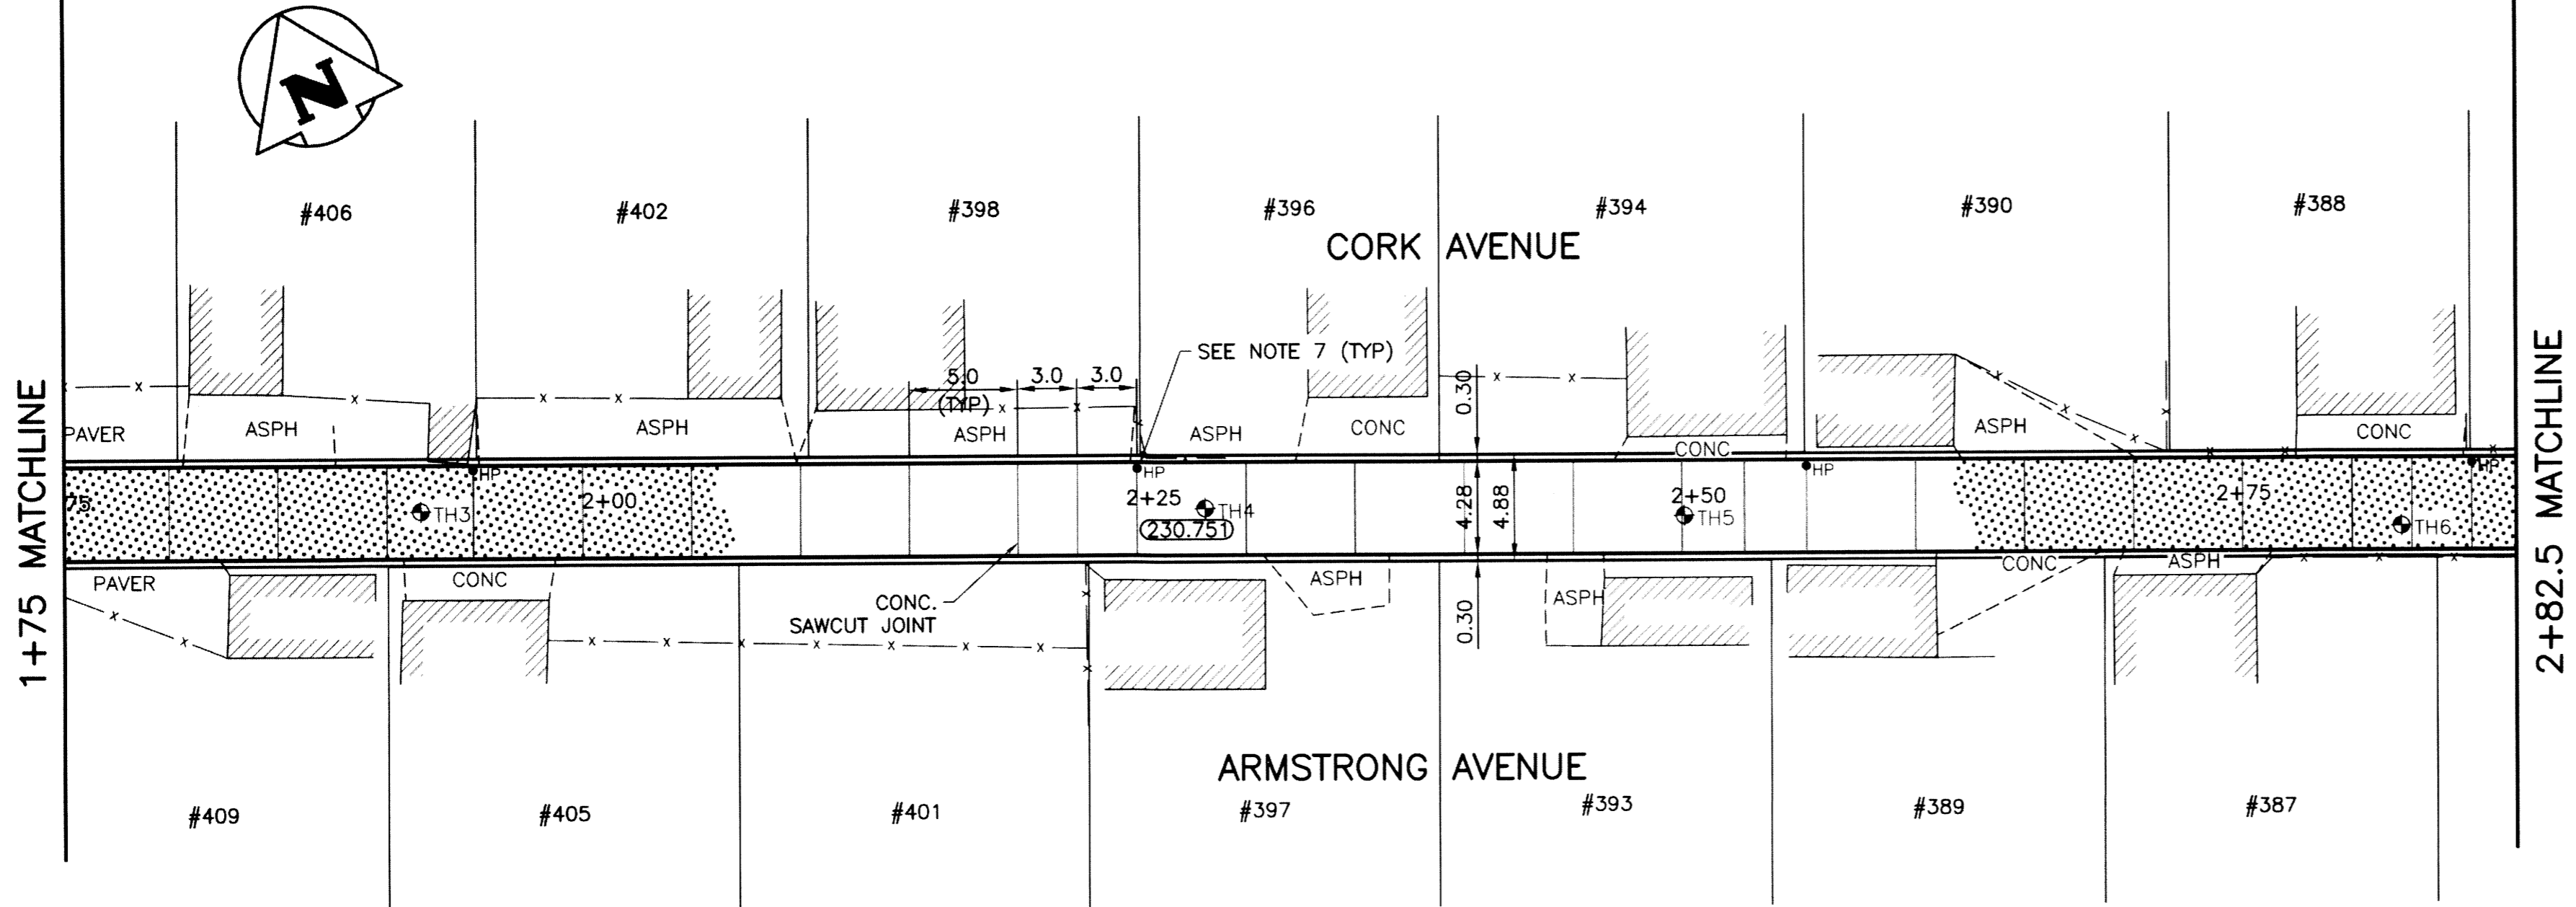 N
#406
#402
#398
#396
#394
#390
#388
CORK AVENUE
SEE NOTE 7 (TYP)
5.0
(TYP)
3.0
3.0
0.30
PAVER
ASPH
ASPH
ASPH
ASPH
CONC
CONC
ASPH
CONC
HP
HP
HP
HP
1+75 MATCHLINE
2+82.5 MATCHLINE
75
TH3
2+00
2+25
TH4
230.751
4.28
4.88
2+50
TH5
2+75
TH6
PAVER
CONC
CONC.
SAWCUT JOINT
ASPH
0.30
ASPH
CONC
ASPH
ARMSTRONG AVENUE
#409
#405
#401
#397
#393
#389
#387